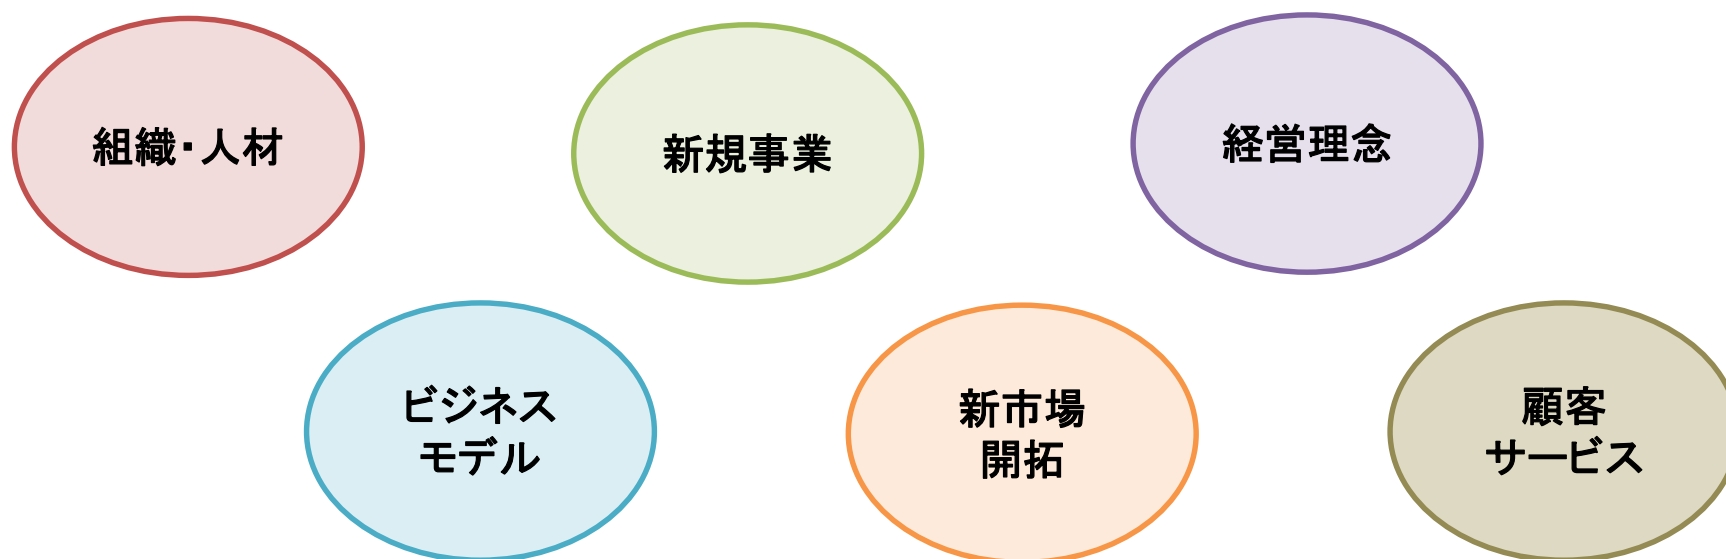 組織・人材
新規事業
経営理念
ビジネス
モデル
新市場
開拓
顧客
サービス